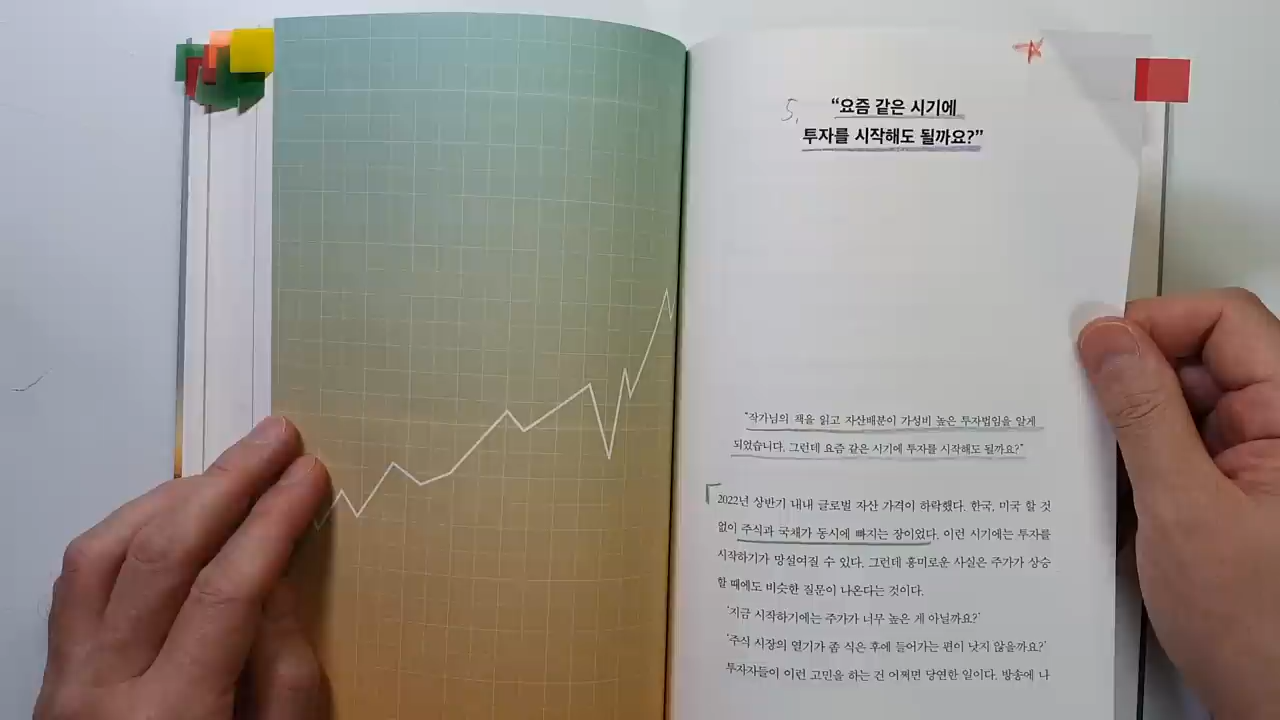 5.
“요즘 같은 시기에
투자를 시작해도 될까요?”
“작가님의 책을 읽고 자산배분이 가성비 높은 투자법임을 알게
되었습니다. 그런데 요즘 같은 시기에 투자를 시작해도 될까요?”
2022년 상반기 내내 글로벌 자산 가격이 하락했다. 한국, 미국 할 것
없이 주식과 국채가 동시에 빠지는 장이었다. 이런 시기에는 투자를
시작하기가 망설여질 수 있다. 그런데 흥미로운 사실은 주가가 상승
할 때에도 비슷한 질문이 나온다는 것이다.
‘지금 시작하기에는 주가가 너무 높은 게 아닐까요?’
‘주식 시장의 열기가 좀 식은 후에 들어가는 편이 낫지 않을까요?’
투자자들이 이런 고민을 하는 건 어쩌면 당연한 일이다. 방송에 나